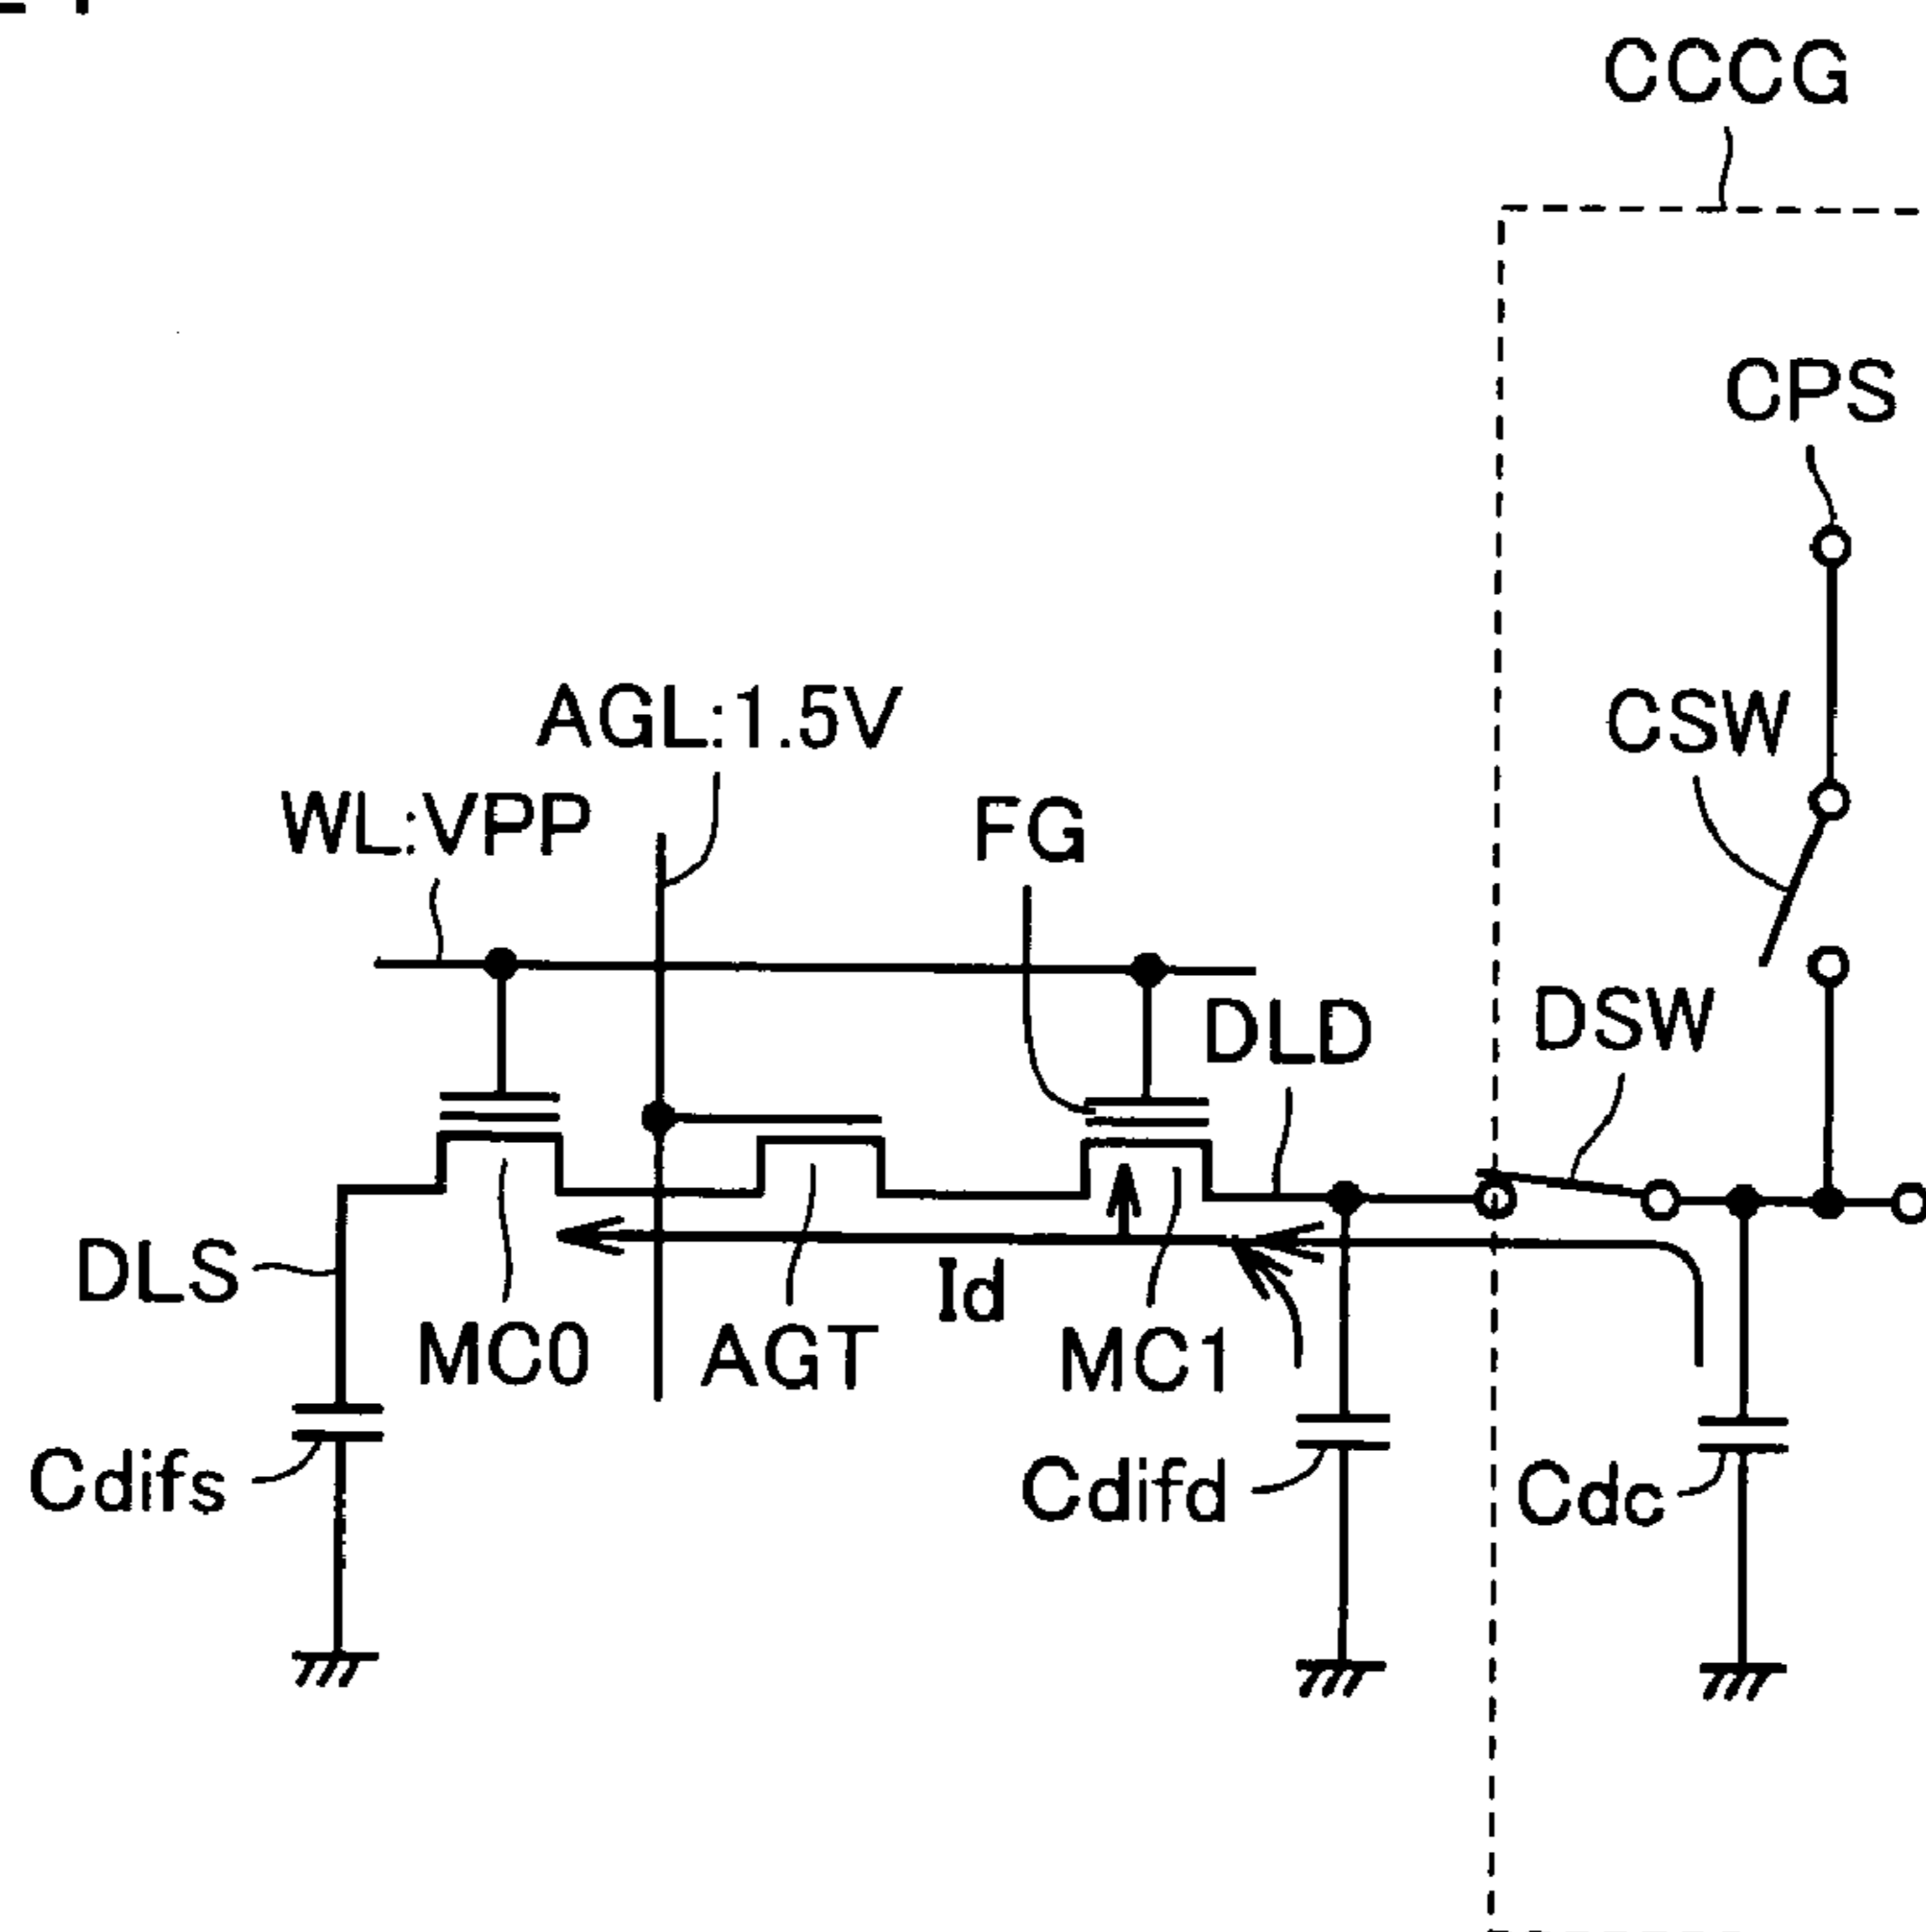 CCCG
CPS
AGL:1.5V
CSW
WL:VPP
FG
DLD
DSW
DLS
Id
MC0
AGT
MC1
Cdifs
Cdifd
Cdc